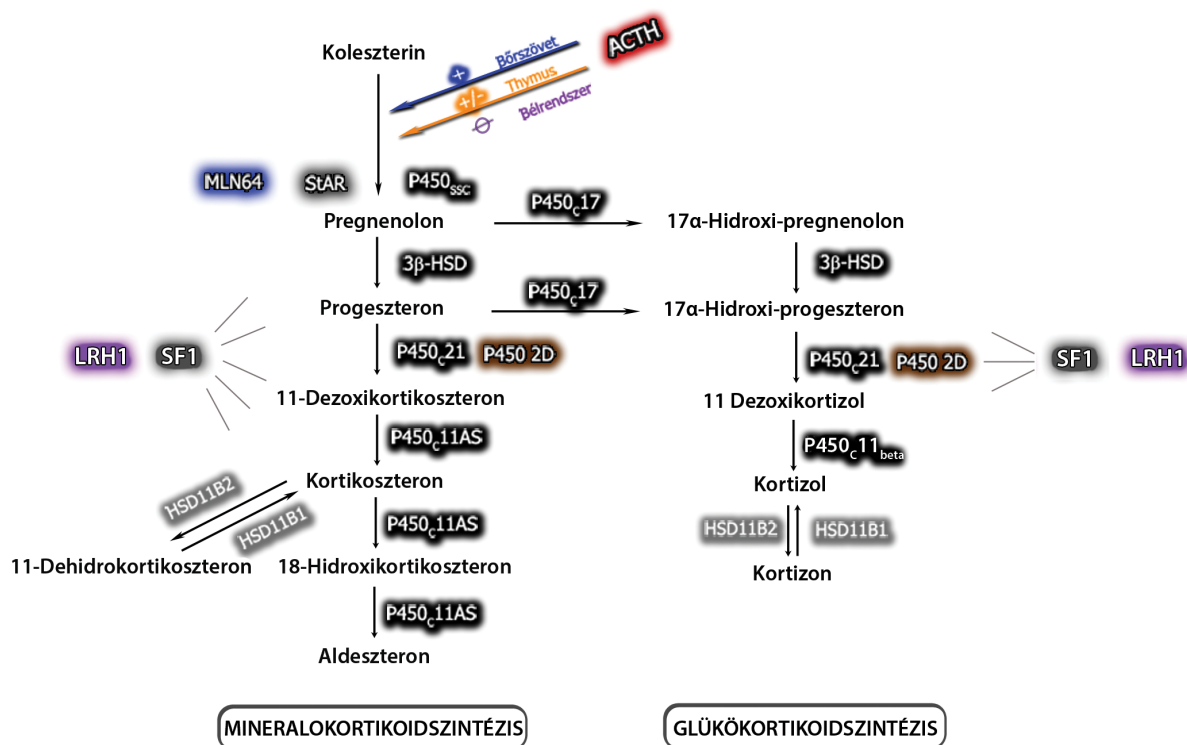 Koleszterin
ACTH
+ Bőrszövet
+/- Thymus
Bélrendszer
MLN64 StAR P450ssc
P450c17
Pregnenolon 17α-Hidroxi-pregnenolon
3β-HSD 3β-HSD
P450c17
Progeszteron 17α-Hidroxi-progeszteron
LRH1 SF1 P450c21 P450 2D P450c21 P450 2D SF1 LRH1
11-Dezoxikortikoszteron 11 Dezoxikortizol
P450c11AS P450c11beta
Kortikoszteron Kortizol
HSD11B2
HSD11B1
P450c11AS HSD11B2 HSD11B1
11-Dehidrokortikoszteron 18-Hidroxikortikoszteron Kortizon
P450c11AS
Aldeszteron
MINERALOKORTIKOIDSZINTÉZIS GLÜKÖKORTIKOIDSZINTÉZIS